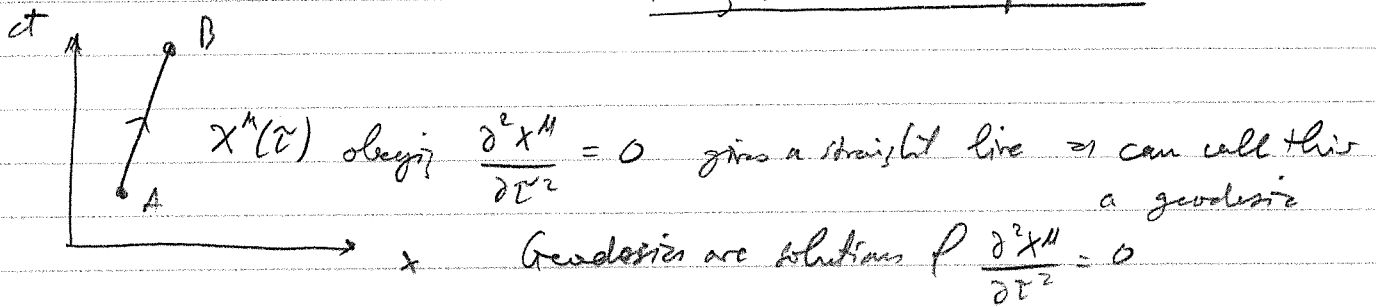 ct
B
X^μ(τ) obeying ∂²X^μ/∂τ² = 0 gives a straight line ⇒ can call this
a geodesic
A
x Geodesics are solutions of ∂²X^μ/∂τ² = 0